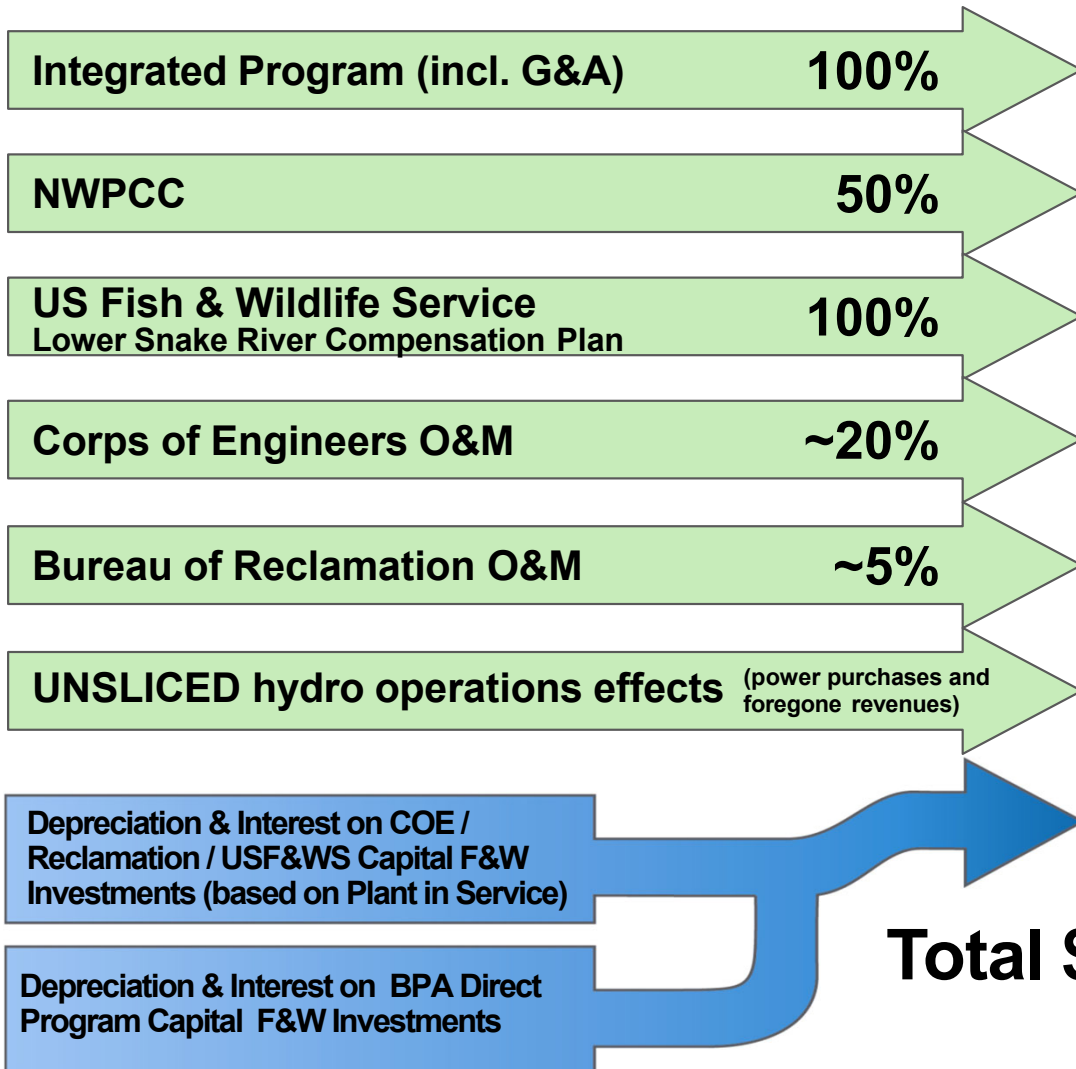 Integrated Program (incl. G&A) 100%
NWPCC 50%
US Fish & Wildlife Service
Lower Snake River Compensation Plan 100%
Corps of Engineers O&M ~20%
Bureau of Reclamation O&M ~5%
UNSLICED hydro operations effects (power purchases and
foregone revenues)
Depreciation & Interest on COE /
Reclamation / USF&WS Capital F&W
Investments (based on Plant in Service)
Total $
Depreciation & Interest on BPA Direct
Program Capital F&W Investments